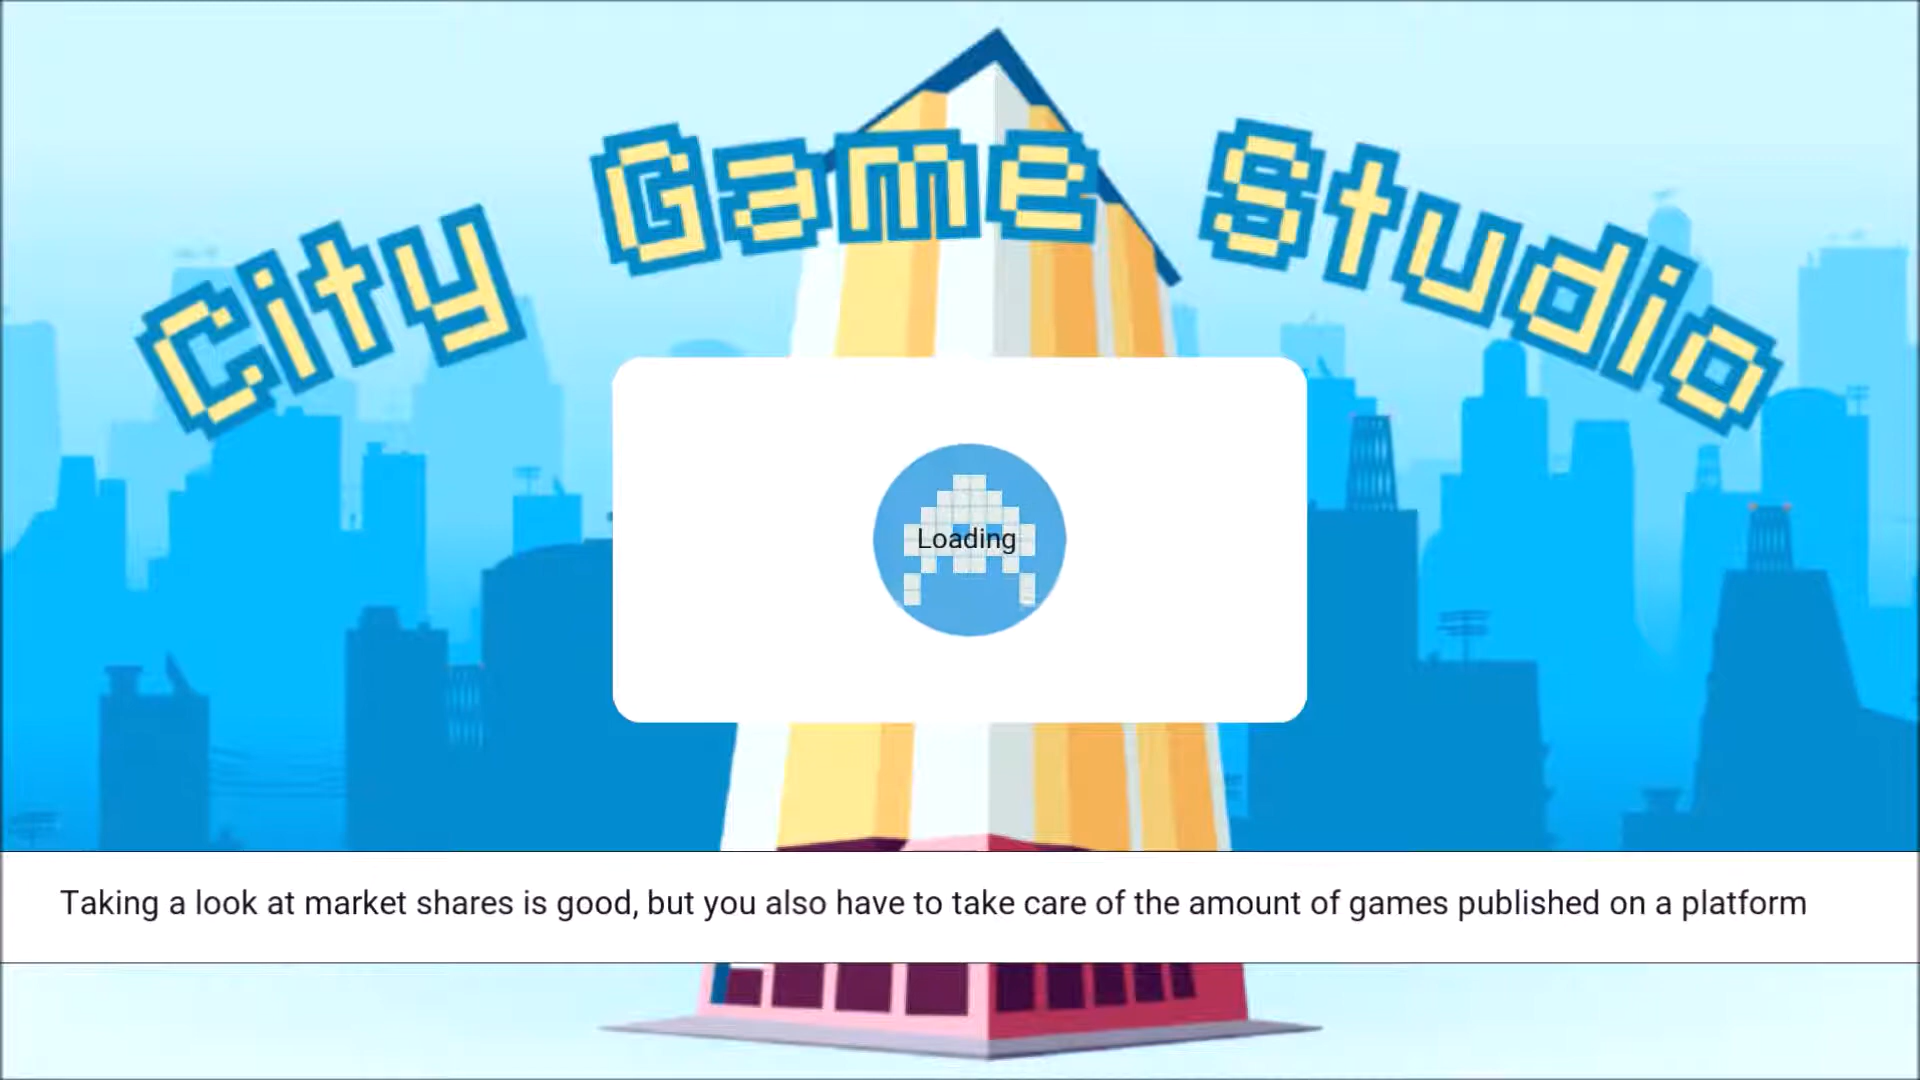 City Game Studio
Loading
Taking a look at market shares is good, but you also have to take care of the amount of games published on a platform